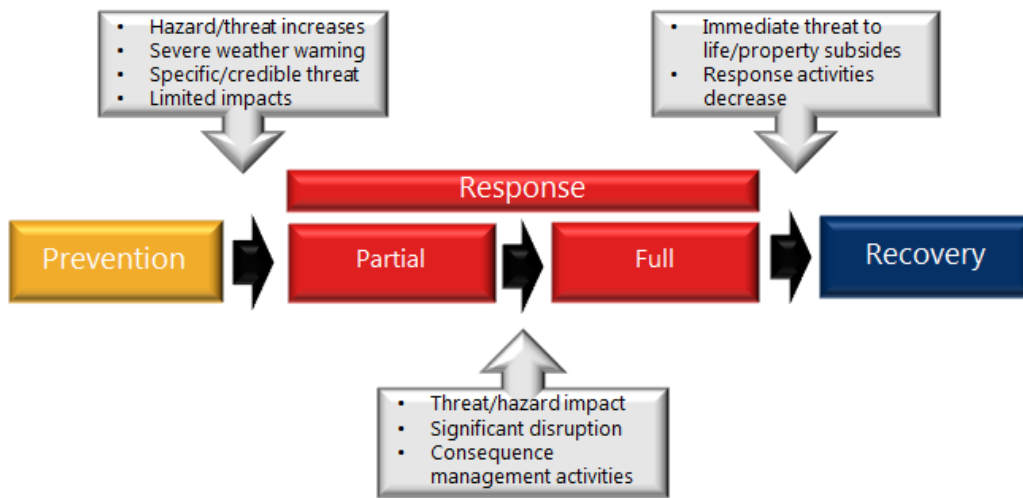 • Hazard/threat increases
• Severe weather warning
• Specific/credible threat
• Limited impacts
• Immediate threat to
life/property subsides
• Response activities
decrease
Response
Prevention
Partial
Full
Recovery
• Threat/hazard impact
• Significant disruption
• Consequence
management activities